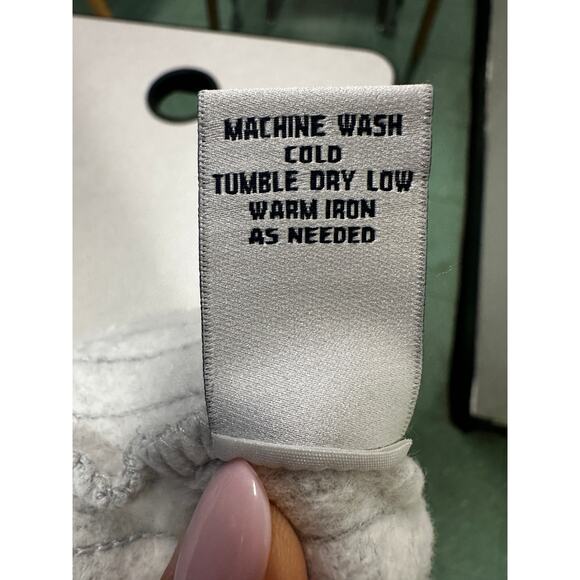 MACHINE WASH
COLD
TUMBLE DRY LOW
WARM IRON
AS NEEDED